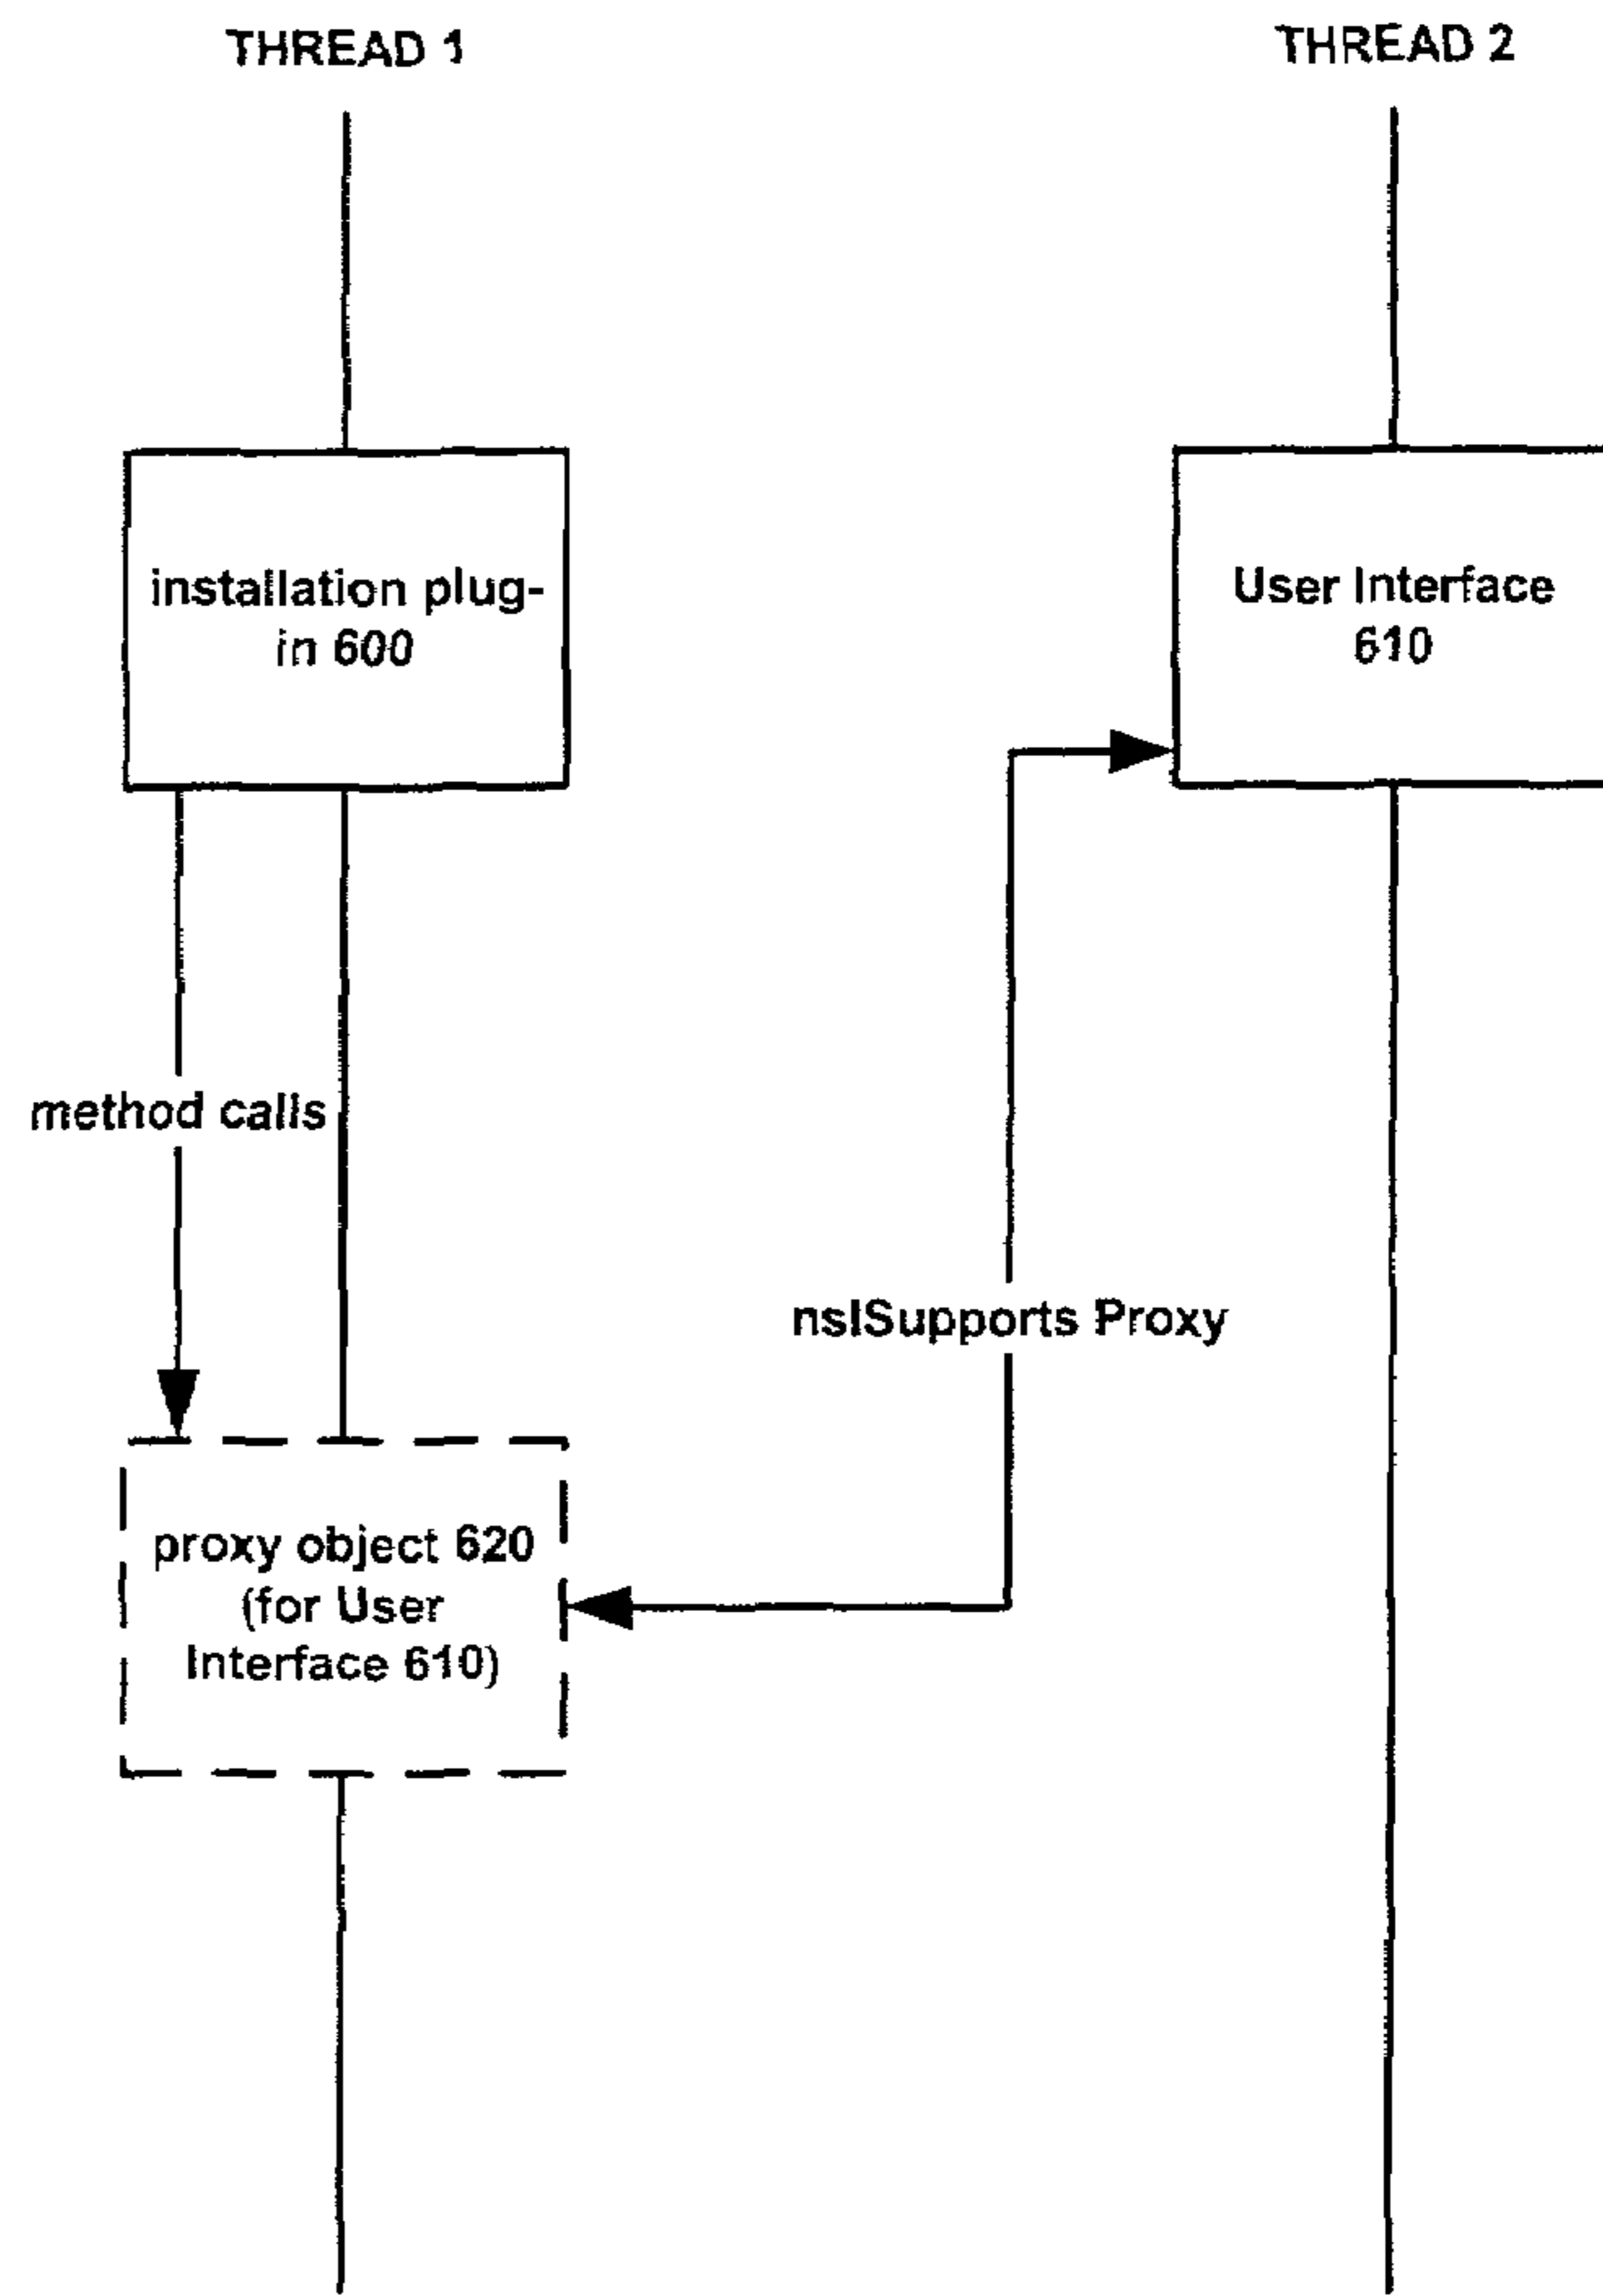 THREAD 1
THREAD 2
installation plug-
in 600
User Interface
610
method calls
nsISupports Proxy
proxy object 620
(for User
Interface 610)